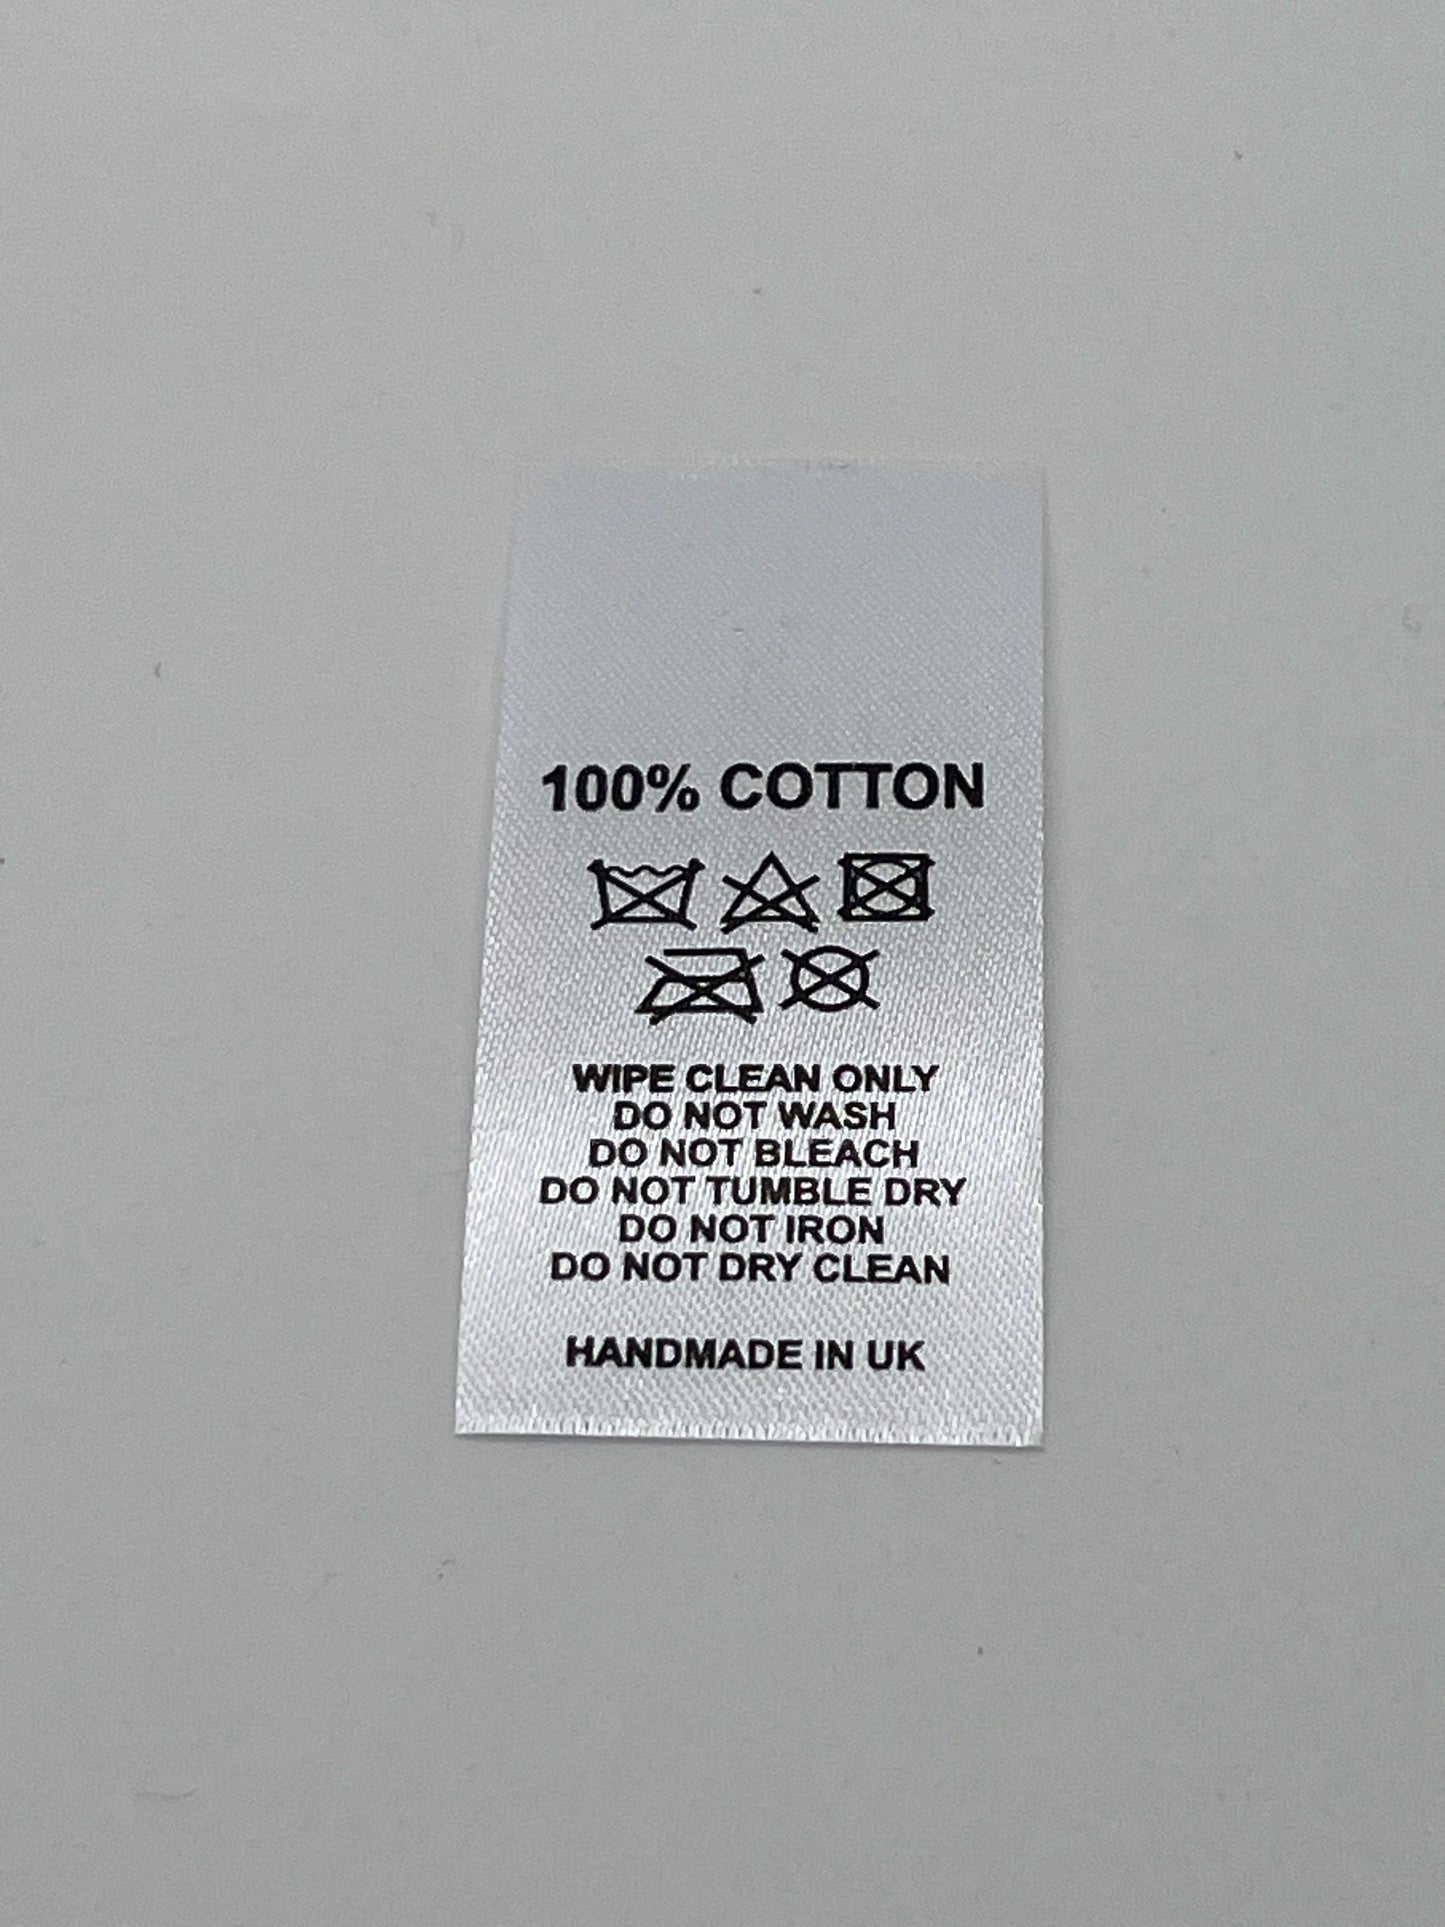 100% COTTON
WIPE CLEAN ONLY
DO NOT WASH
DO NOT BLEACH
DO NOT TUMBLE DRY
DO NOT IRON
DO NOT DRY CLEAN
HANDMADE IN UK